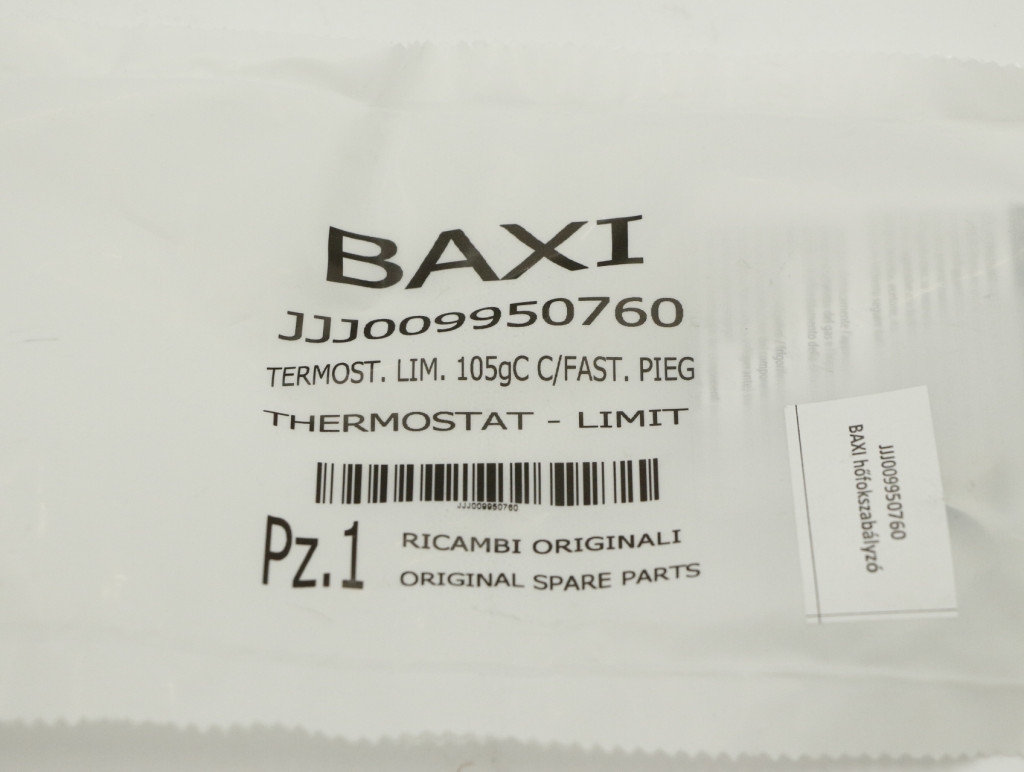 BAXI
JJJ009950760
TERMOST. LIM. 105gC C/FAST. PIEG
THERMOSTAT - LIMIT
JJJ009950760
Pz.1
RICAMBI ORIGINALI
ORIGINAL SPARE PARTS
JJJ009950760
BAXI hőfokszabályzó